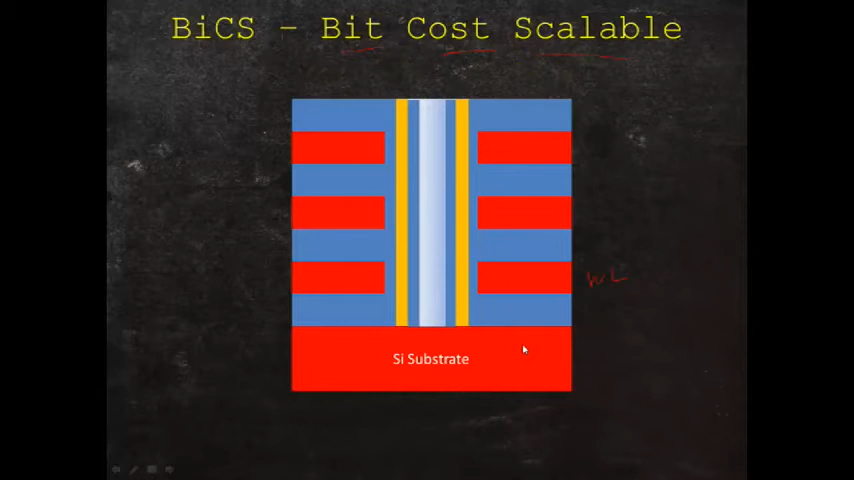 BiCS – Bit Cost Scalable
WL
Si Substrate